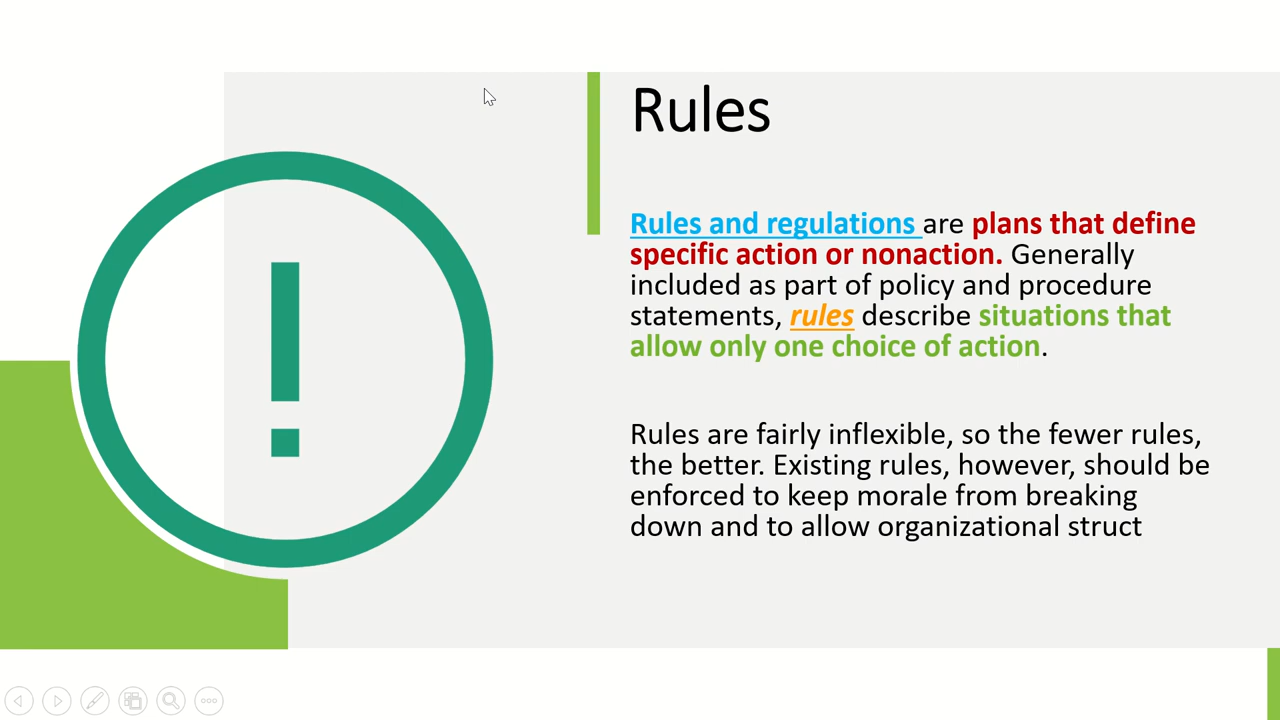 Rules
Rules and regulations are plans that define
specific action or nonaction. Generally
included as part of policy and procedure
statements, rules describe situations that
allow only one choice of action.
Rules are fairly inflexible, so the fewer rules,
the better. Existing rules, however, should be
enforced to keep morale from breaking
down and to allow organizational struct